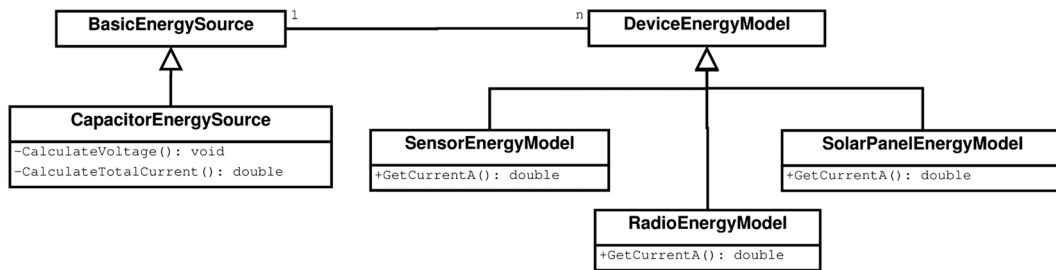 BasicEnergySource
1
n
DeviceEnergyModel
CapacitorEnergySource
-CalculateVoltage(): void
-CalculateTotalCurrent(): double
SensorEnergyModel
+GetCurrentA(): double
SolarPanelEnergyModel
+GetCurrentA(): double
RadioEnergyModel
+GetCurrentA(): double